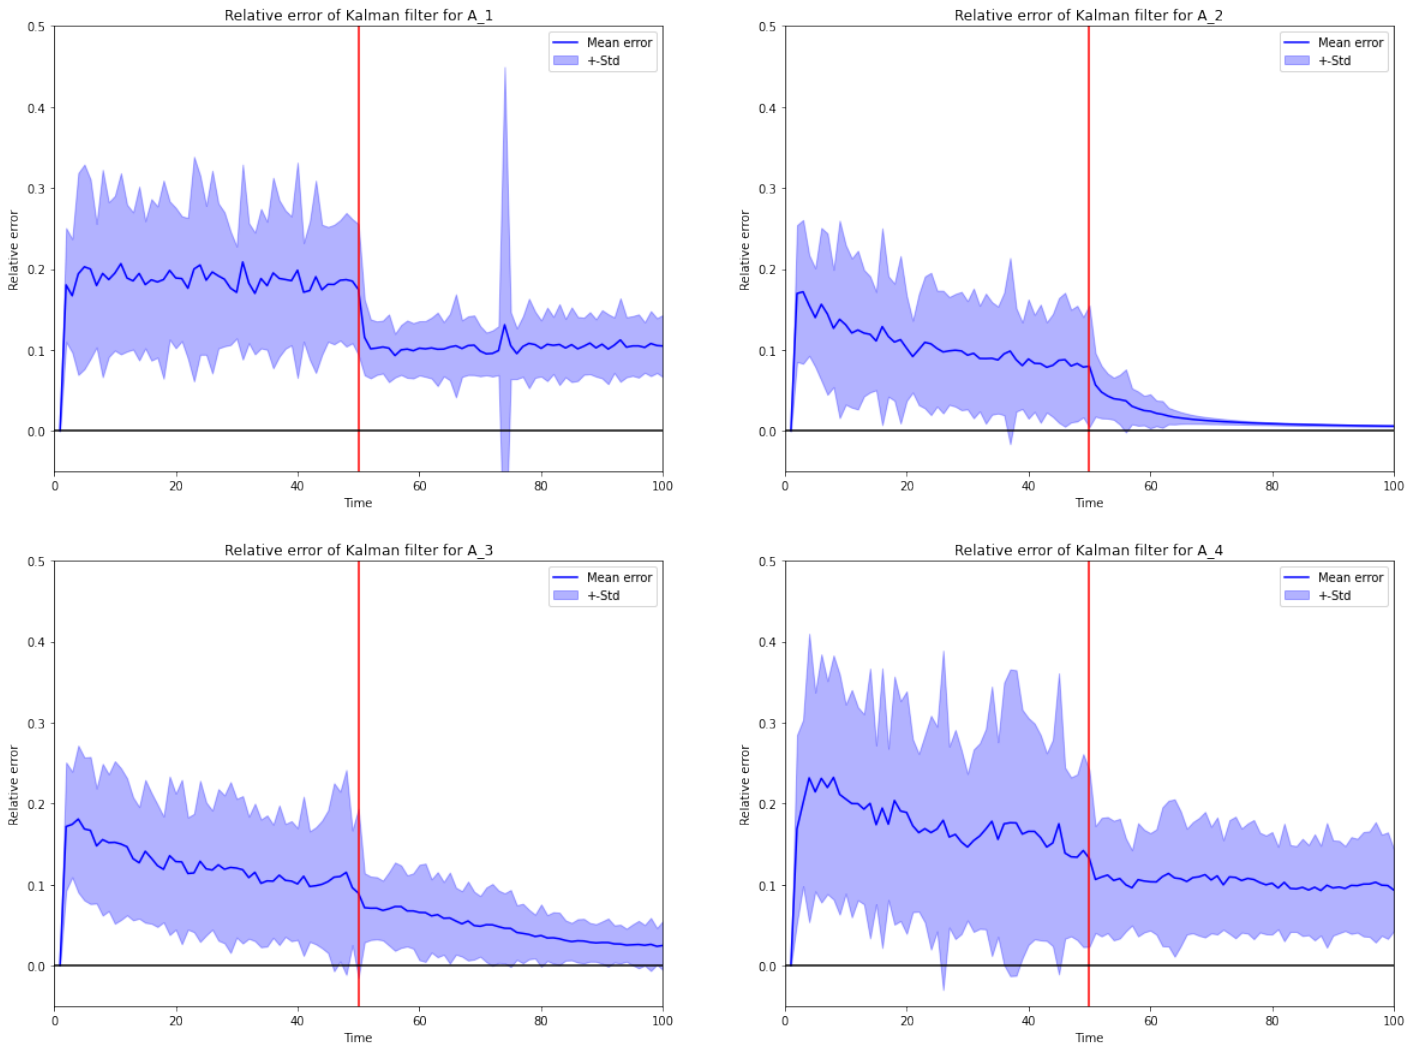 Relative error of Kalman filter for A_1
0.5
0.4
0.3
0.2
0.1
0.0
Relative error
Mean error
+-Std
0 20 40 60 80 100
Time
Relative error of Kalman filter for A_2
0.5
0.4
0.3
0.2
0.1
0.0
Relative error
Mean error
+-Std
0 20 40 60 80 100
Time
Relative error of Kalman filter for A_3
0.5
0.4
0.3
0.2
0.1
0.0
Relative error
Mean error
+-Std
0 20 40 60 80 100
Time
Relative error of Kalman filter for A_4
0.5
0.4
0.3
0.2
0.1
0.0
Relative error
Mean error
+-Std
0 20 40 60 80 100
Time